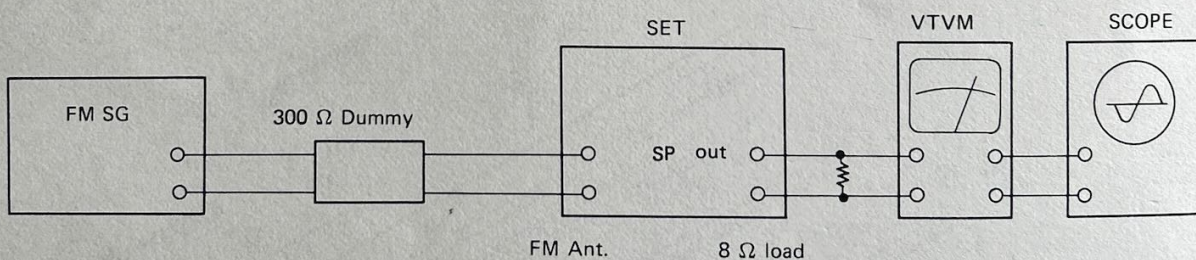 SET
VTVM
SCOPE
FM SG
300 Ω Dummy
SP out
FM Ant.
8 Ω load